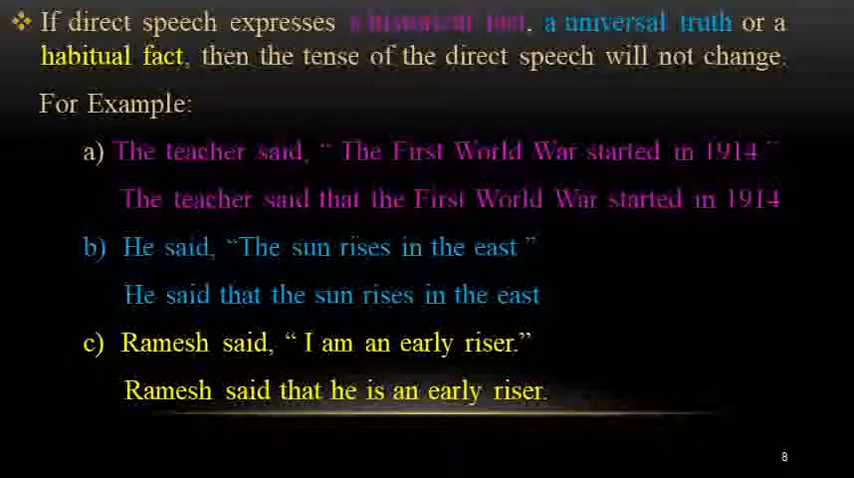 ❖ If direct speech expresses a historical fact, a universal truth or a
habitual fact, then the tense of the direct speech will not change.
For Example:
a) The teacher said, “ The First World War started in 1914 ”
The teacher said that the First World War started in 1914
b) He said, “The sun rises in the east ”
He said that the sun rises in the east
c) Ramesh said, “ I am an early riser.”
Ramesh said that he is an early riser.
8